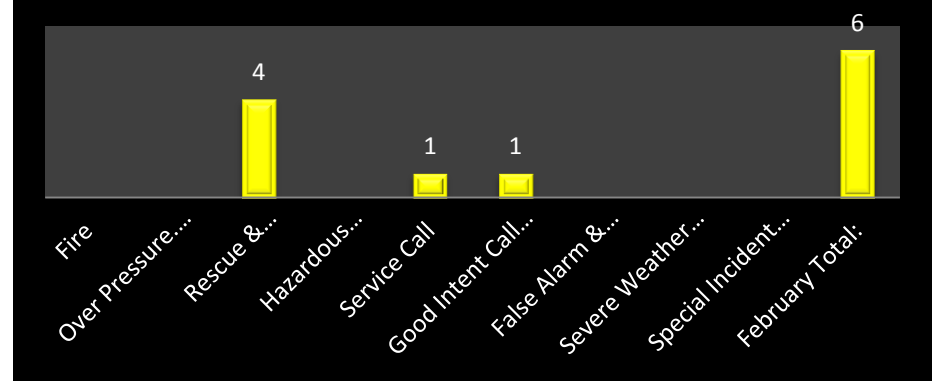 6
4
1
1
Fire
Over Pressure....
Rescue &...
Hazardous...
Service Call
Good Intent Call...
False Alarm &...
Severe Weather...
Special Incident...
February Total: